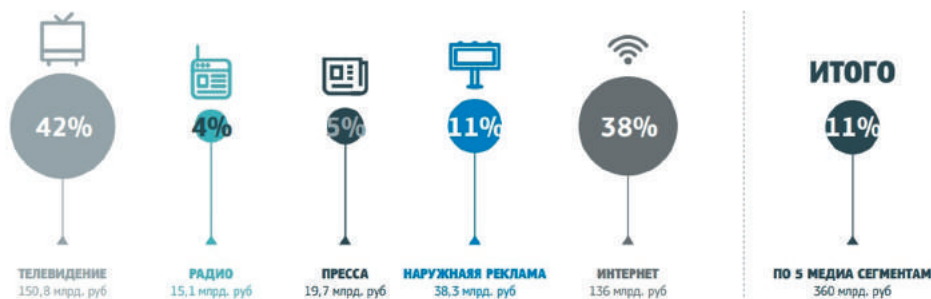 ИТОГО
42%
4%
5%
11%
38%
11%
ТЕЛЕВИДЕНИЕ
150,8 млрд. руб
РАДИО
15,1 млрд. руб
ПРЕССА
19,7 млрд. руб
НАРУЖНАЯЯ РЕКЛАМА
38,3 млрд. руб
ИНТЕРНЕТ
136 млрд. руб
ПО 5 МЕДИА СЕГМЕНТАМ
360 млрд. руб